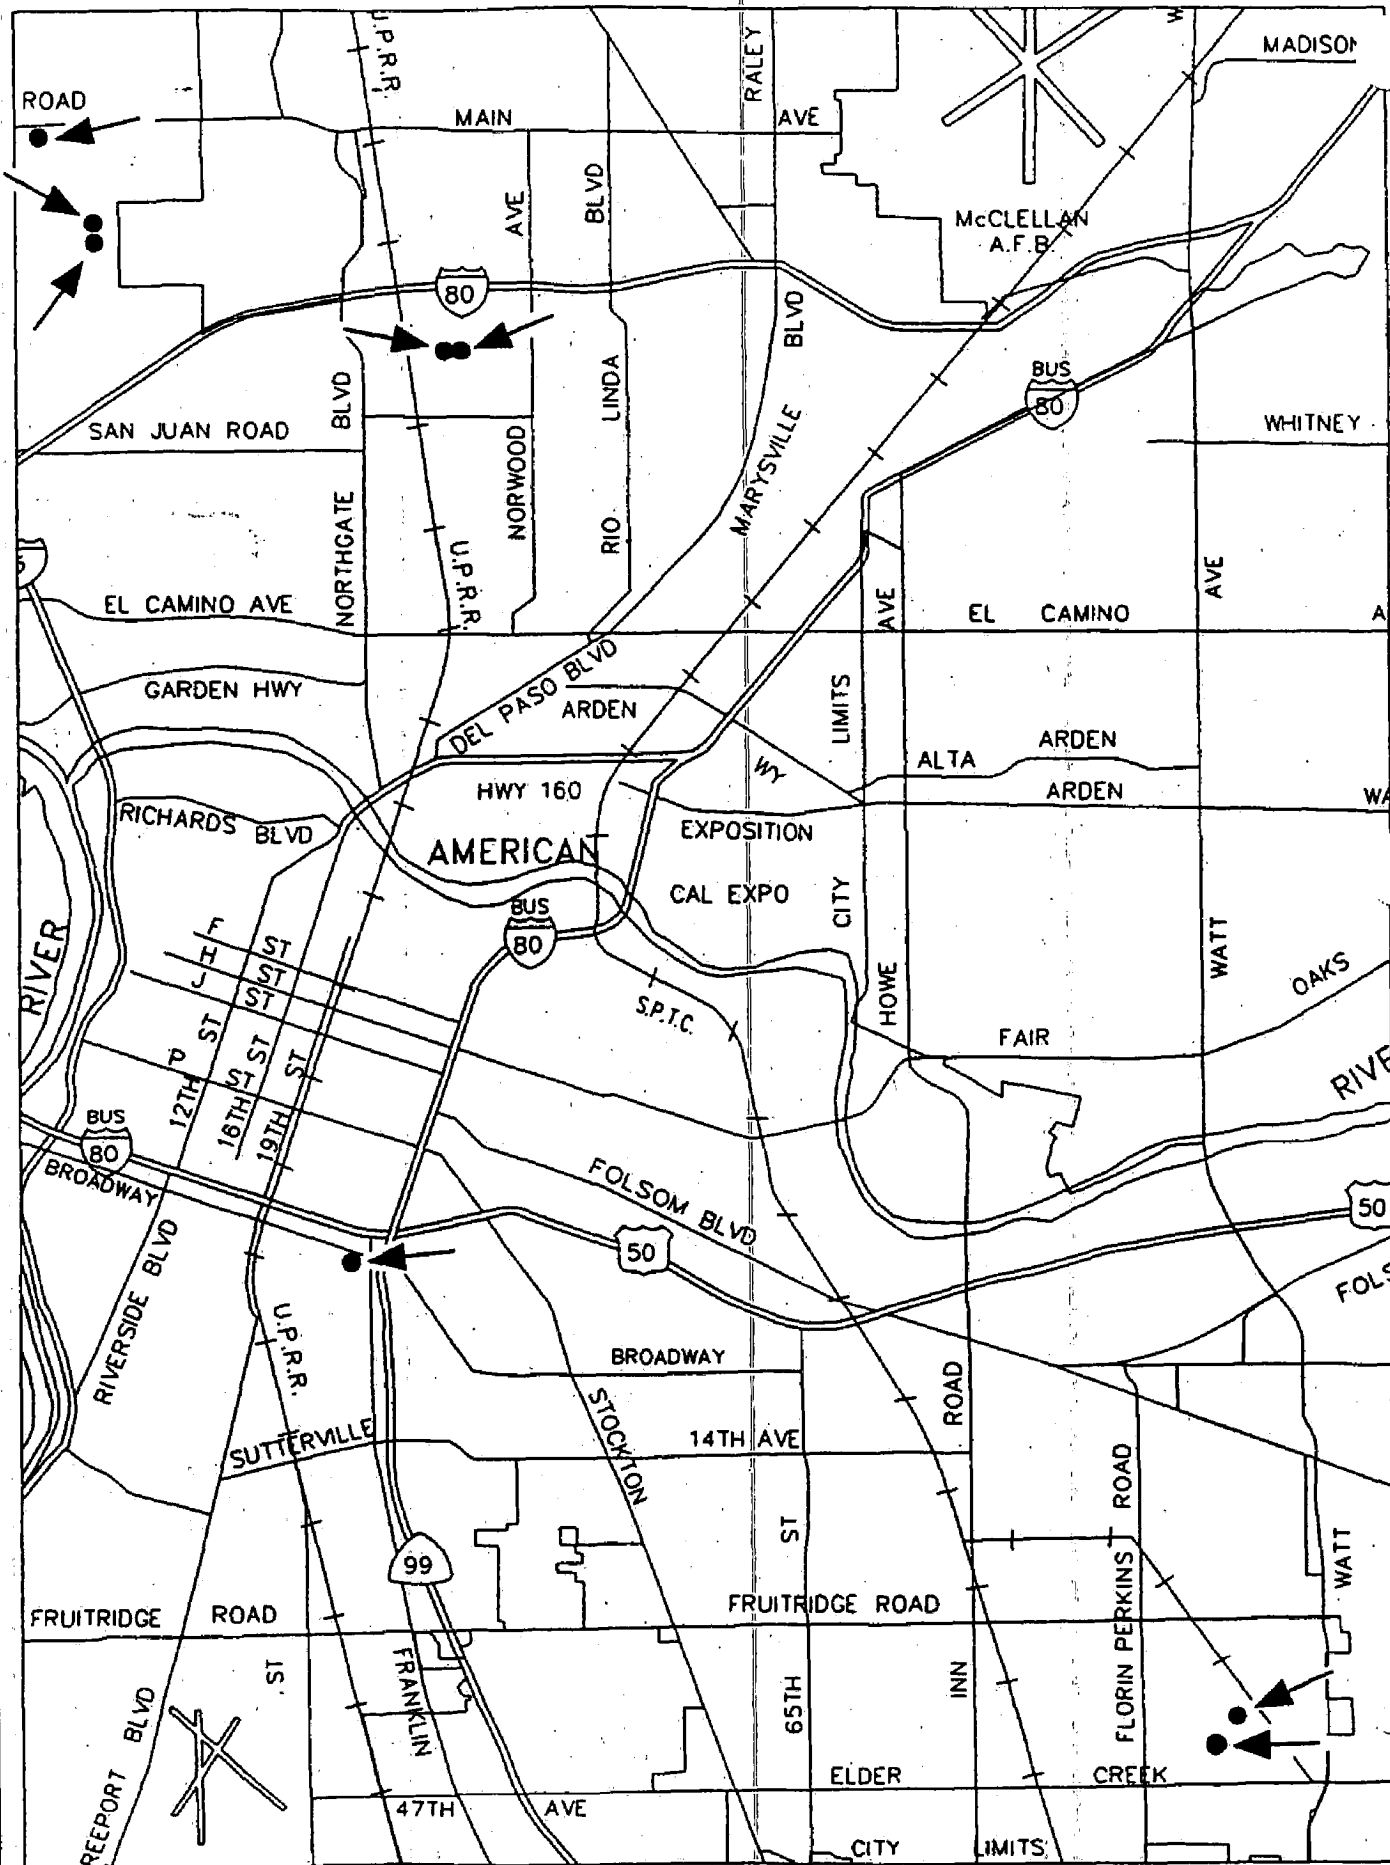 U.P.R.R
RALEY
W
MADISON
ROAD
MAIN
AVE
AVE
BLVD
McCLELLAN
A.F.B.
80
BLVD
BUS
80
SAN JUAN ROAD
BLVD
LINDA
MARYSVILLE
WHITNEY
NORTHGATE
NORWOOD
RIO
5
U.P.R.R.
AVE
EL CAMINO AVE
AVE
EL CAMINO
A
GARDEN HWY
DEL PASO BLVD
ARDEN
LIMITS
WY
ALTA
ARDEN
HWY 160
ARDEN
WA
RICHARDS BLVD
EXPOSITION
AMERICAN
CAL EXPO
CITY
BUS
80
RIVER
F ST
H ST
J ST
HOWE
WATT
OAKS
S.P.T.C.
FAIR
RIVE
P ST
12TH ST
16TH ST
19TH ST
BUS
80
BROADWAY
FOLSOM BLVD
50
50
RIVERSIDE BLVD
FOLS
U.P.R.R.
BROADWAY
STOCKTON
ROAD
SUTTERVILLE
14TH AVE
ROAD
99
ST
FLORIN PERKINS
WATT
FRUITRIDGE ROAD
FRUITRIDGE ROAD
ST
FRANKLIN
65TH
INN
REEPORT BLVD
ELDER CREEK
47TH AVE
CITY LIMITS